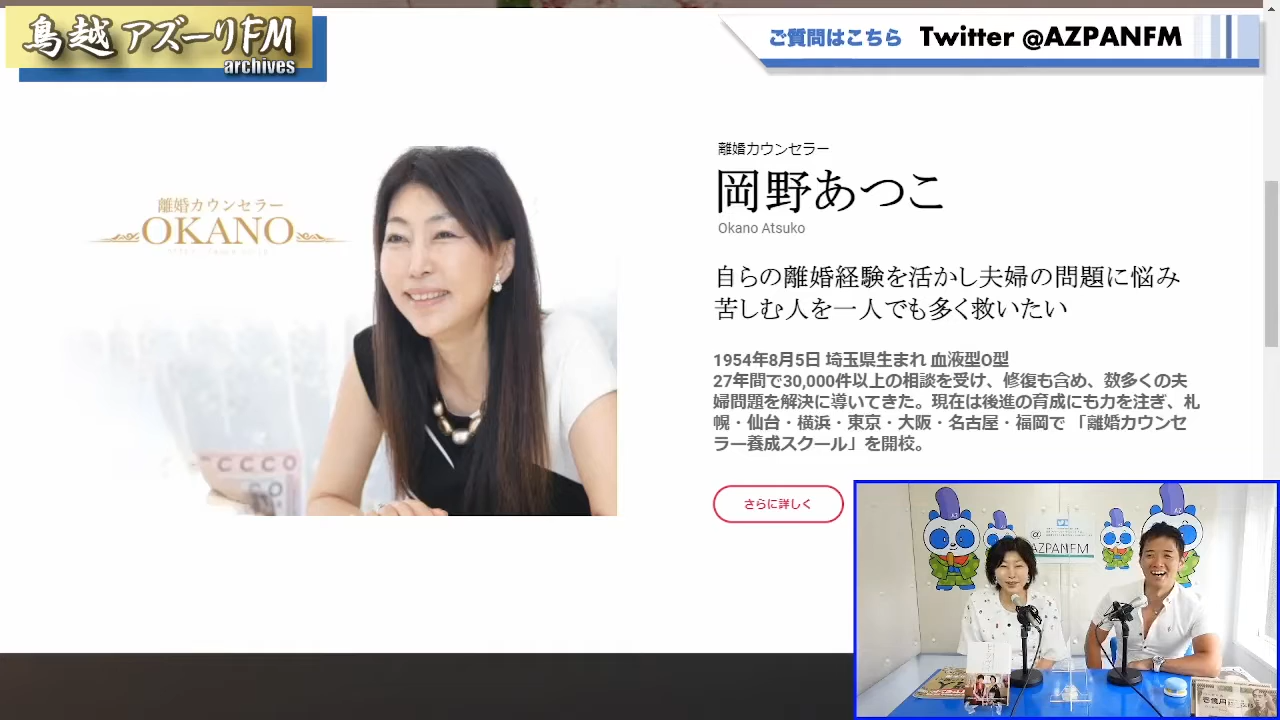 鳥越 アズーリFM
archives
ご質問はこちら Twitter @AZPANFM
離婚カウンセラー
OKANO
離婚カウンセラー
岡野あつこ
Okano Atsuko
自らの離婚経験を活かし夫婦の問題に悩み
苦しむ人を一人でも多く救いたい
1954年8月5日 埼玉県生まれ 血液型O型
27年間で30,000件以上の相談を受け、修復も含め、数多くの夫
婦問題を解決に導いてきた。現在は後進の育成にも力を注ぎ、札
幌・仙台・横浜・東京・大阪・名古屋・福岡で 「離婚カウンセ
ラー養成スクール」を開校。
さらに詳しく
@
AZPANFM